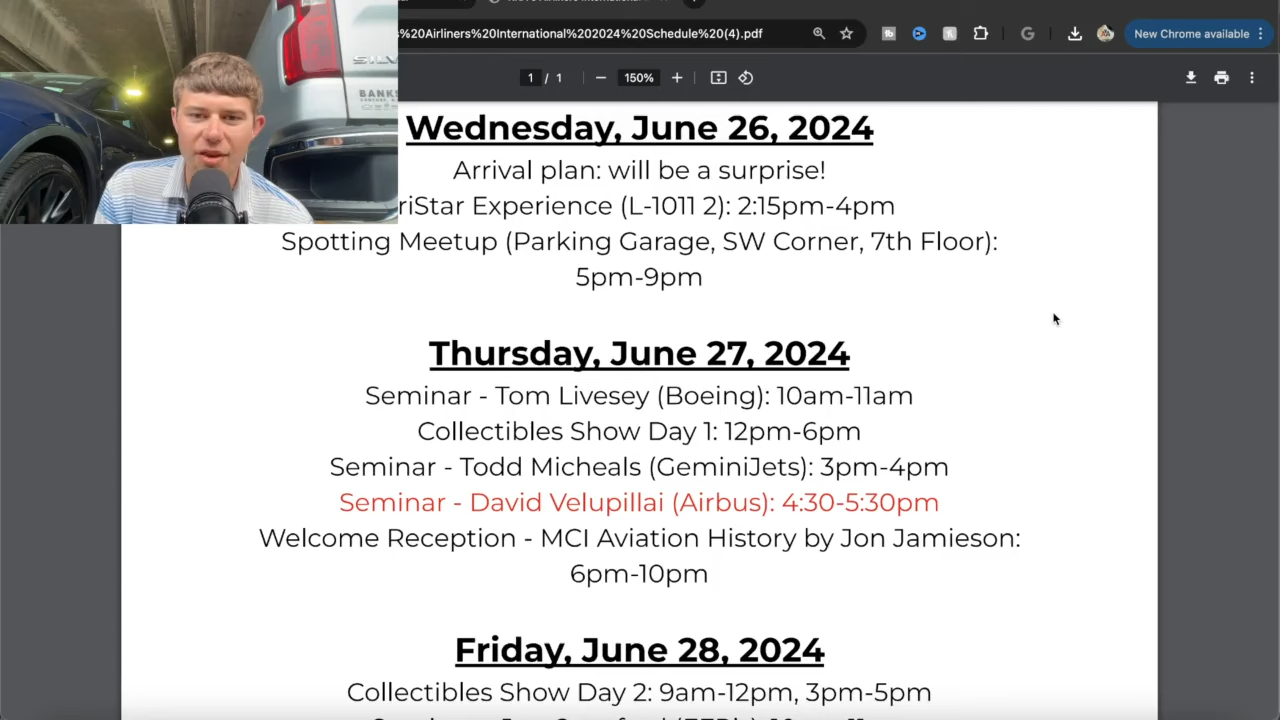 s%20Airliners%20International%202024%20Schedule%20(4).pdf
New Chrome available
1 / 1
150%
BANKS
Wednesday, June 26, 2024
Arrival plan: will be a surprise!
riStar Experience (L-1011 2): 2:15pm-4pm
Spotting Meetup (Parking Garage, SW Corner, 7th Floor):
5pm-9pm
Thursday, June 27, 2024
Seminar - Tom Livesey (Boeing): 10am-11am
Collectibles Show Day 1: 12pm-6pm
Seminar - Todd Micheals (GeminiJets): 3pm-4pm
Seminar - David Velupillai (Airbus): 4:30-5:30pm
Welcome Reception - MCI Aviation History by Jon Jamieson:
6pm-10pm
Friday, June 28, 2024
Collectibles Show Day 2: 9am-12pm, 3pm-5pm